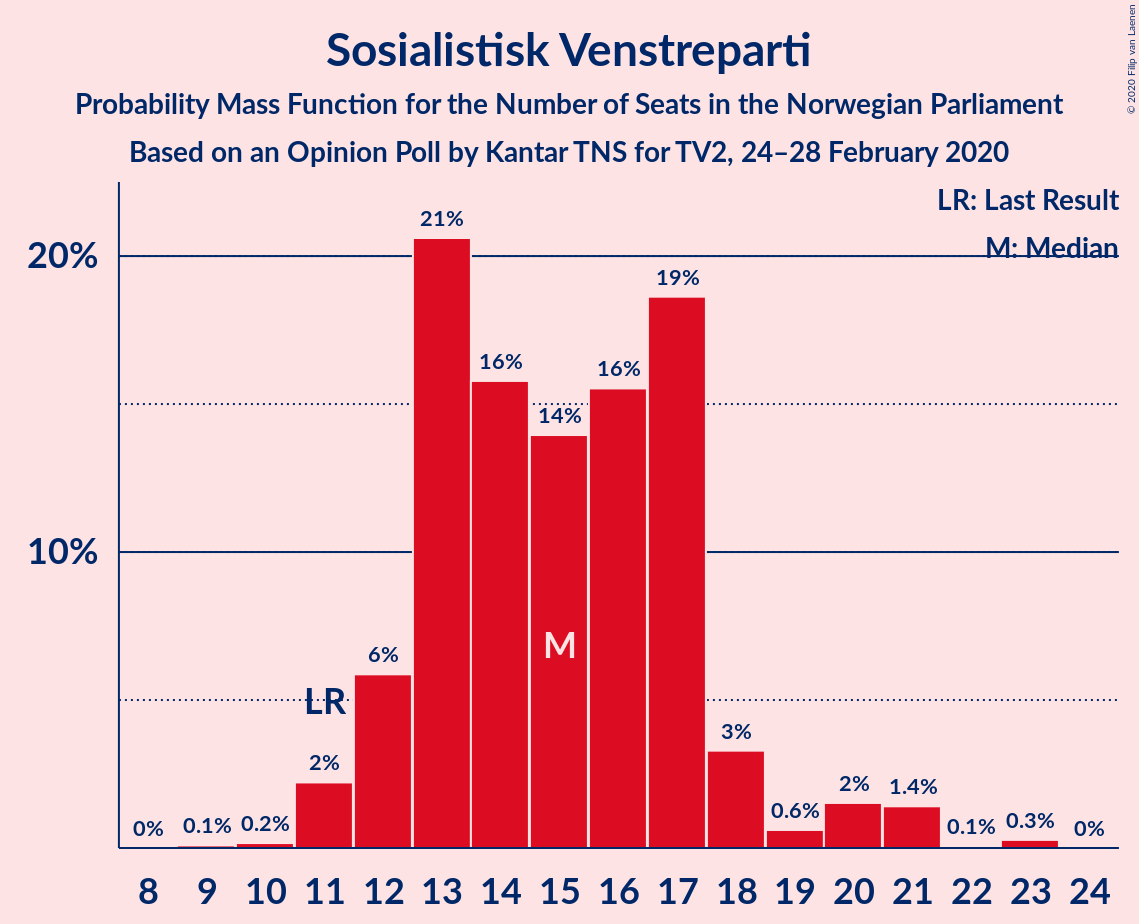 Sosialistisk Venstreparti
Probability Mass Function for the Number of Seats in the Norwegian Parliament
Based on an Opinion Poll by Kantar TNS for TV2, 24–28 February 2020
© 2020 Filip van Laenen
LR: Last Result
M: Median
20%
10%
0%
0.1%
0.2%
2%
6%
21%
16%
14%
16%
19%
3%
0.6%
2%
1.4%
0.1%
0.3%
0%
LR
M
8 9 10 11 12 13 14 15 16 17 18 19 20 21 22 23 24